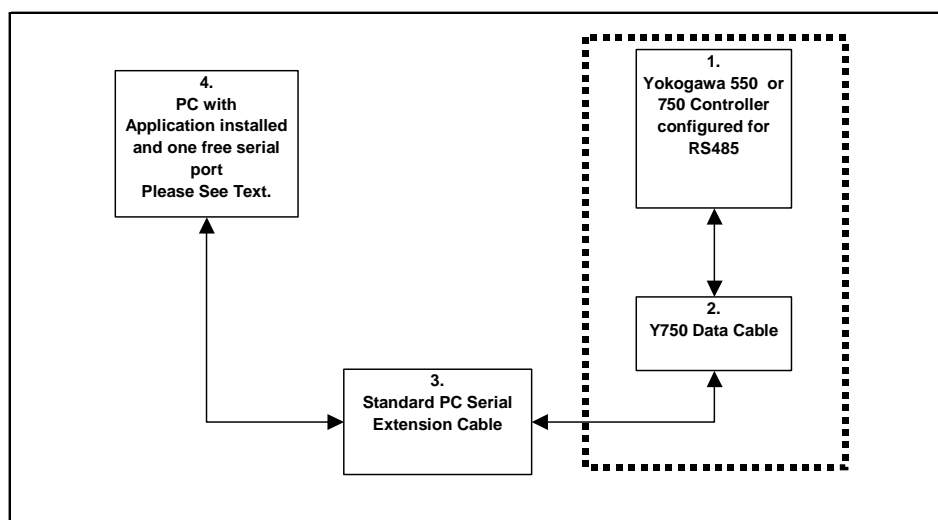 4.
PC with
Application installed
and one free serial
port
Please See Text.
1.
Yokogawa 550 or
750 Controller
configured for
RS485
2.
Y750 Data Cable
3.
Standard PC Serial
Extension Cable